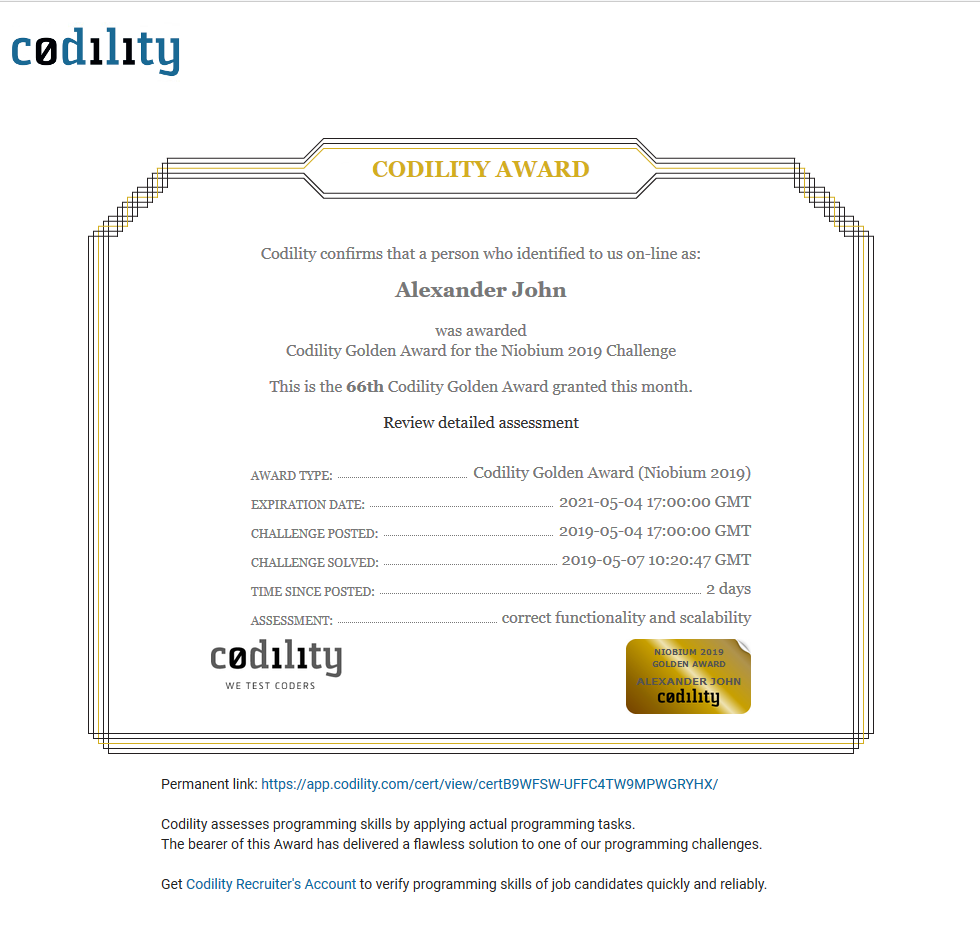 cødılıty
CODILITY AWARD
Codility confirms that a person who identified to us on-line as:
Alexander John
was awarded
Codility Golden Award for the Niobium 2019 Challenge
This is the 66th Codility Golden Award granted this month.
Review detailed assessment
AWARD TYPE: Codility Golden Award (Niobium 2019)
EXPIRATION DATE: 2021-05-04 17:00:00 GMT
CHALLENGE POSTED: 2019-05-04 17:00:00 GMT
CHALLENGE SOLVED: 2019-05-07 10:20:47 GMT
TIME SINCE POSTED: 2 days
ASSESSMENT: correct functionality and scalability
cødılıty
WE TEST CODERS
NIOBIUM 2019
GOLDEN AWARD
ALEXANDER JOHN
cødılıty
Permanent link: https://app.codility.com/cert/view/certB9WFSW-UFFC4TW9MPWGRYHX/
Codility assesses programming skills by applying actual programming tasks.
The bearer of this Award has delivered a flawless solution to one of our programming challenges.
Get Codility Recruiter's Account to verify programming skills of job candidates quickly and reliably.